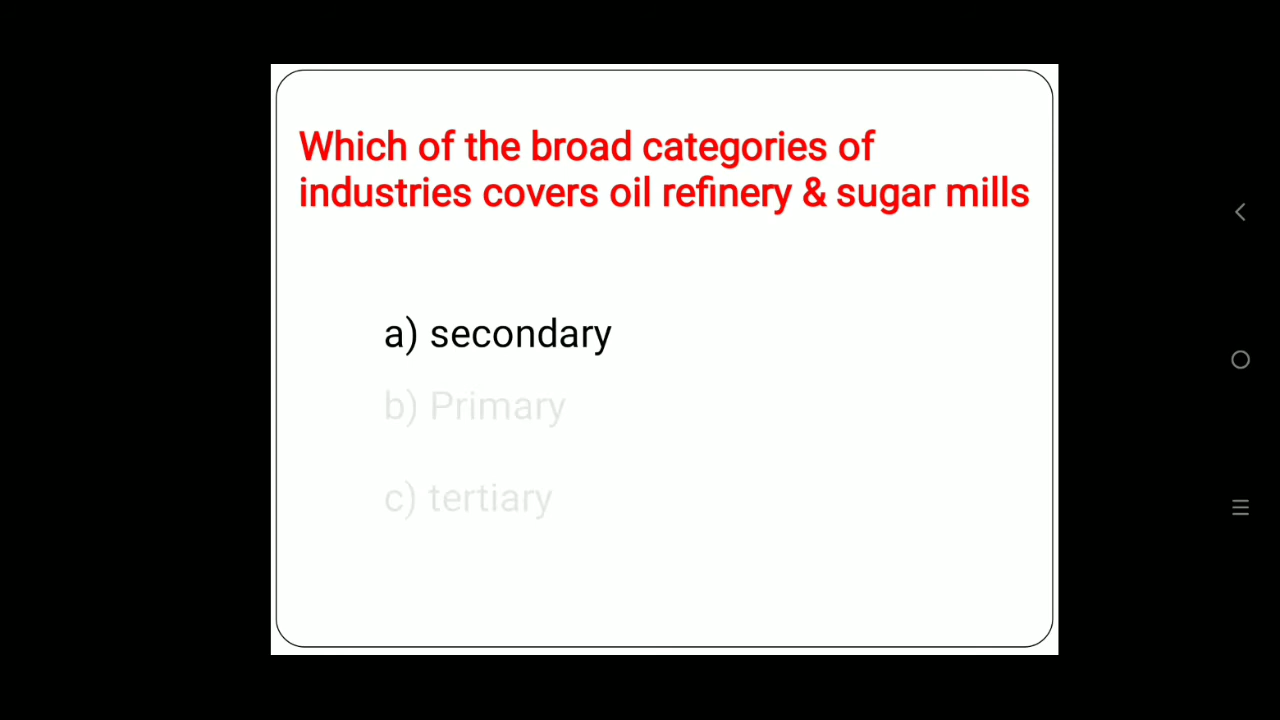 Which of the broad categories of
industries covers oil refinery & sugar mills
a) secondary
b) Primary
c) tertiary